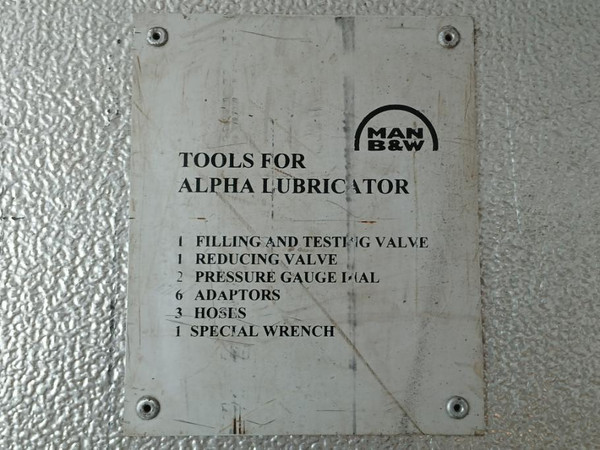 MAN
B&W
TOOLS FOR
ALPHA LUBRICATOR
1 FILLING AND TESTING VALVE
1 REDUCING VALVE
2 PRESSURE GAUGE DIAL
6 ADAPTORS
3 HOSES
1 SPECIAL WRENCH